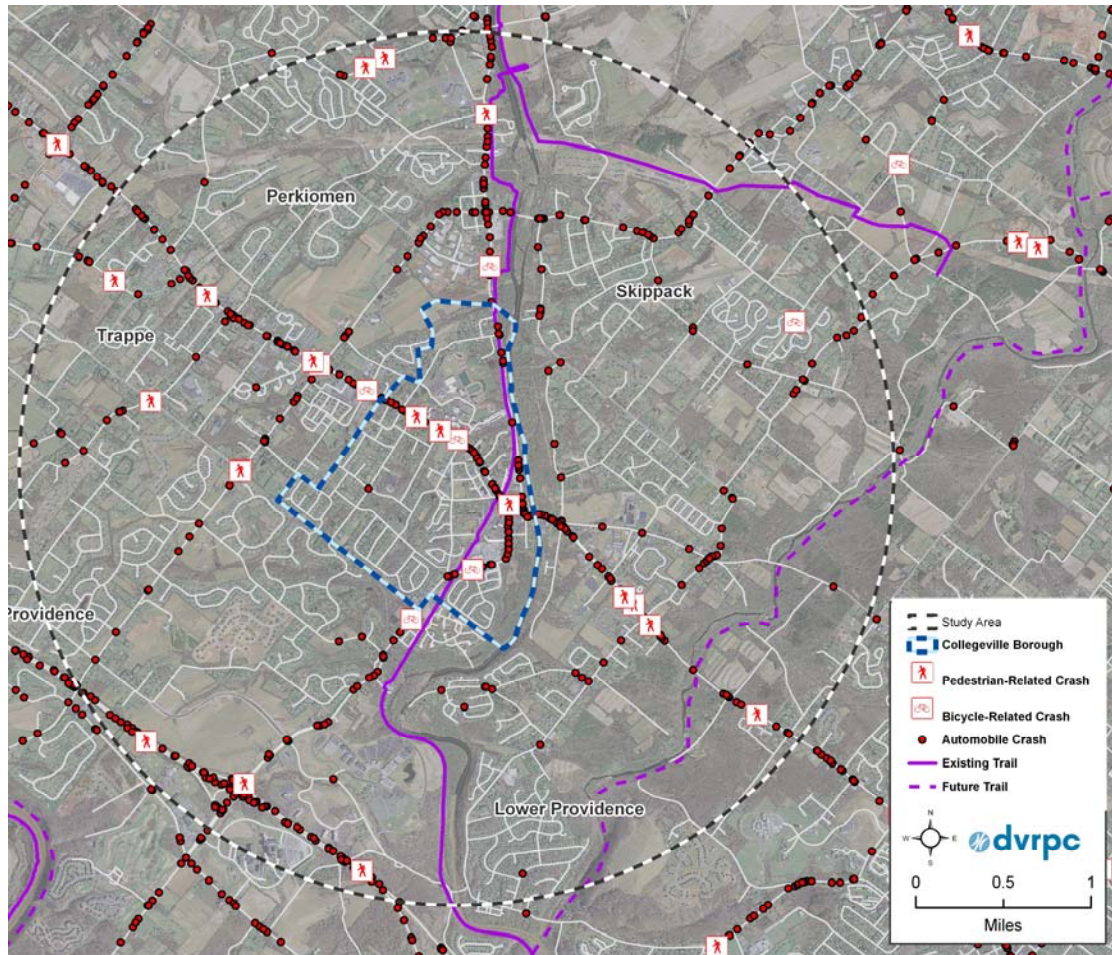 Perkiomen
Skippack
Trappe
Providence
Lower Providence
Study Area
Collegeville Borough
Pedestrian-Related Crash
Bicycle-Related Crash
Automobile Crash
Existing Trail
Future Trail
N
W E
S
dvrpc
0 0.5 1
Miles